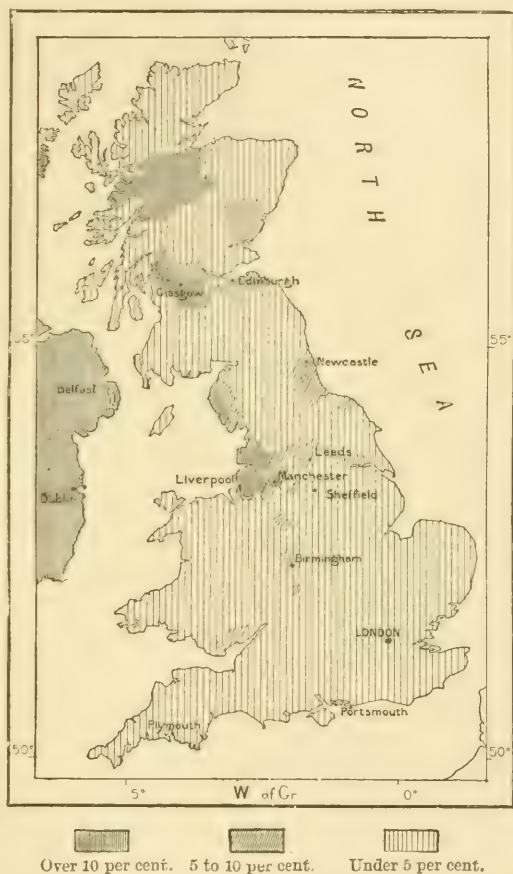 NORTH
SEA
Edinburgh
Glasgow
55°
55°
Newcastle
Belfast
Leeds
Liverpool
Manchester
Sheffield
Dublin
Birmingham
LONDON
Portsmouth
Plymouth
50°
50°
5°
W of Gr
0°
Over 10 per cent.
5 to 10 per cent.
Under 5 per cent.